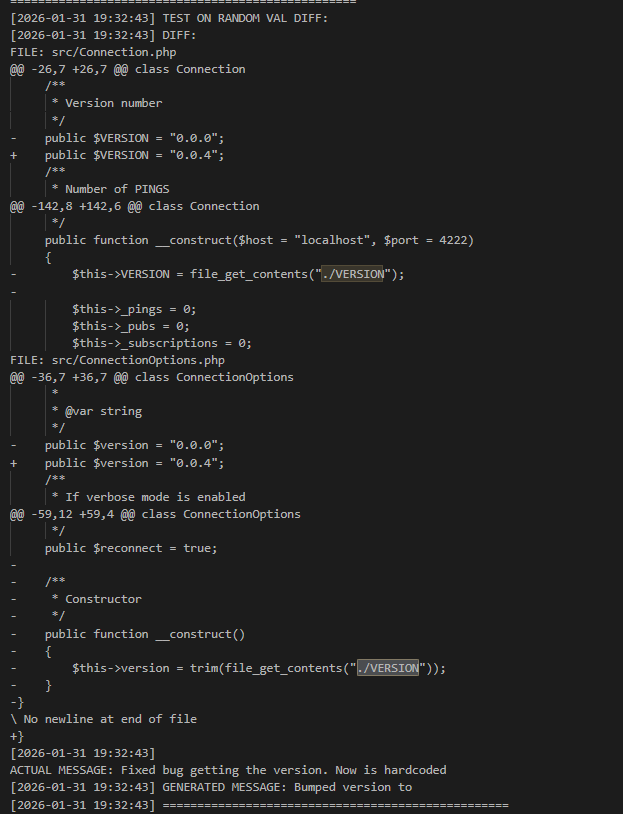 ==================================================
[2026-01-31 19:32:43] TEST ON RANDOM VAL DIFF:
[2026-01-31 19:32:43] DIFF:
FILE: src/Connection.php
@@ -26,7 +26,7 @@ class Connection
     /**
      * Version number
      */
-    public $VERSION = "0.0.0";
+    public $VERSION = "0.0.4";
     /**
      * Number of PINGS
@@ -142,8 +142,6 @@ class Connection
      */
     public function __construct($host = "localhost", $port = 4222)
     {
-        $this->VERSION = file_get_contents("./VERSION");
-
         $this->_pings = 0;
         $this->_pubs = 0;
         $this->_subscriptions = 0;
FILE: src/ConnectionOptions.php
@@ -36,7 +36,7 @@ class ConnectionOptions
      *
      * @var string
      */
-    public $version = "0.0.0";
+    public $version = "0.0.4";
     /**
      * If verbose mode is enabled
@@ -59,12 +59,4 @@ class ConnectionOptions
      */
     public $reconnect = true;
-
-    /**
-     * Constructor
-     */
-    public function __construct()
-    {
-        $this->version = trim(file_get_contents("./VERSION"));
-    }
-}
\ No newline at end of file
+}
[2026-01-31 19:32:43]
ACTUAL MESSAGE: Fixed bug getting the version. Now is hardcoded
[2026-01-31 19:32:43] GENERATED MESSAGE: Bumped version to
[2026-01-31 19:32:43] ==================================================